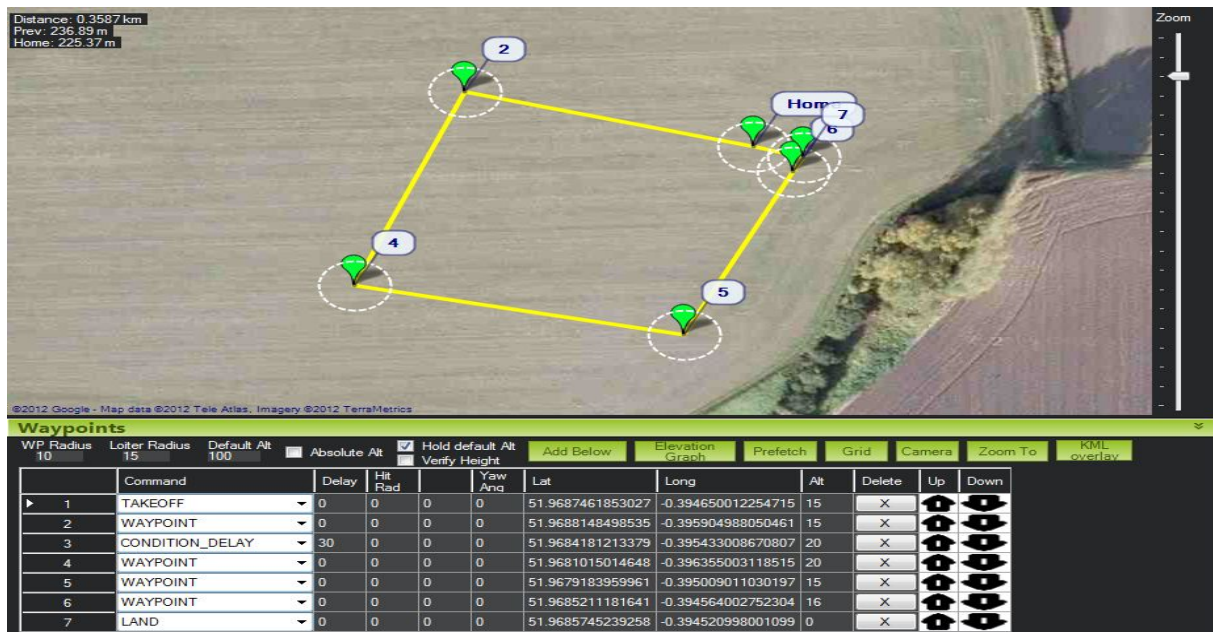 Distance: 0.3587 km
Prev: 236.89 m
Home: 225.37 m
Zoom
2
Home
7
6
4
5
©2012 Google - Map data ©2012 Tele Atlas, Imagery ©2012 TerraMetrics
Waypoints
WP Radius Loiter Radius Default Alt Absolute Alt Hold default Alt Verify Height Add Below Elevation Graph Prefetch Grid Camera Zoom To KML overlay
10 15 100
Command Delay Hit Rad Yaw Ang Lat Long Alt Delete Up Down
1 TAKEOFF 0 0 0 0 51.9687461853027 -0.394650012254715 15 X
2 WAYPOINT 0 0 0 0 51.9688148498535 -0.395904988050461 15 X
3 CONDITION_DELAY 30 0 0 0 51.9684181213379 -0.395433008670807 20 X
4 WAYPOINT 0 0 0 0 51.9681015014648 -0.396355003118515 20 X
5 WAYPOINT 0 0 0 0 51.9679183959961 -0.395009011030197 15 X
6 WAYPOINT 0 0 0 0 51.9685211181641 -0.394564002752304 16 X
7 LAND 0 0 0 0 51.9685745239258 -0.394520998001099 0 X